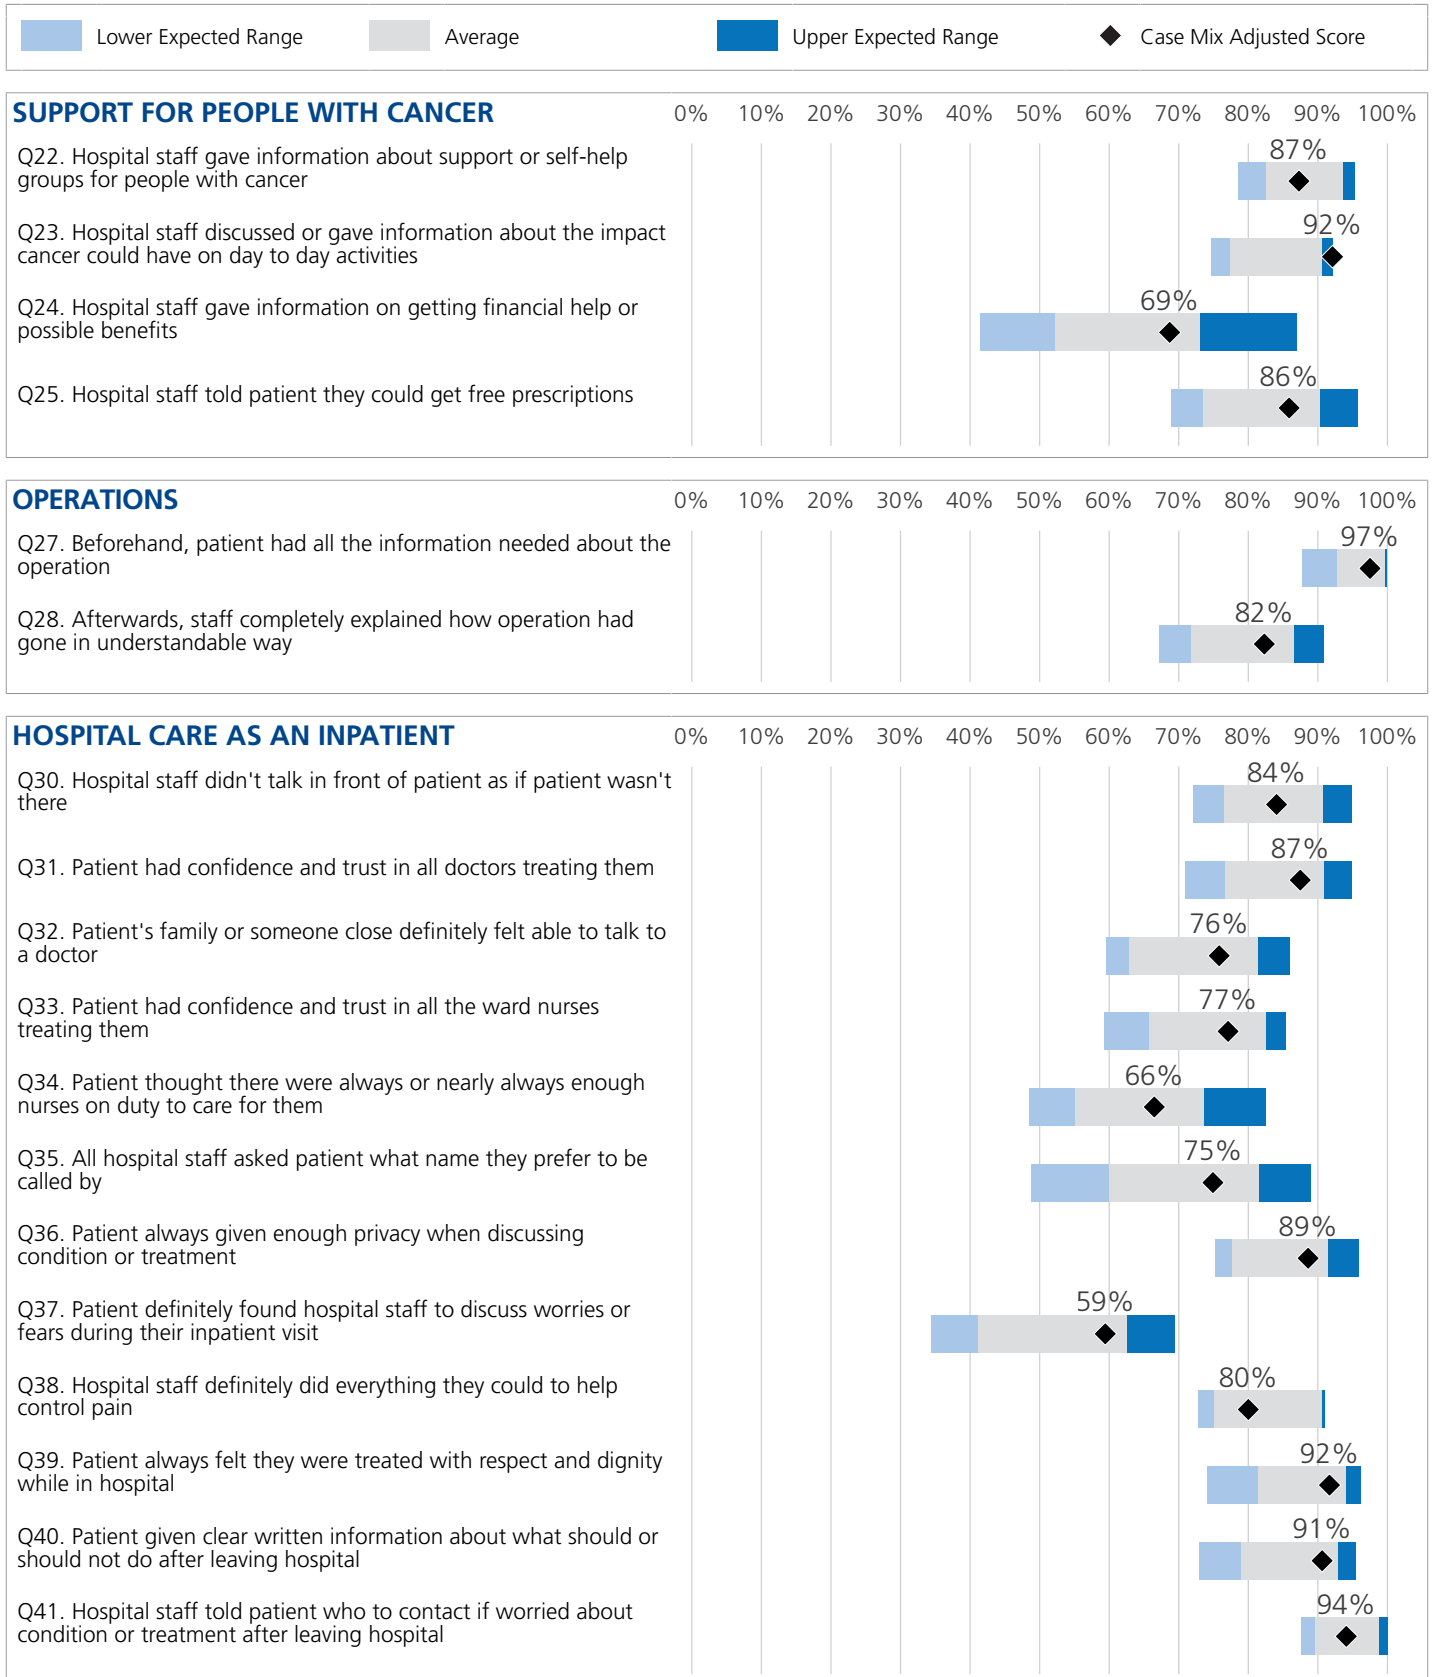 Lower Expected Range Average Upper Expected Range Case Mix Adjusted Score
SUPPORT FOR PEOPLE WITH CANCER 0% 10% 20% 30% 40% 50% 60% 70% 80% 90% 100%
Q22. Hospital staff gave information about support or self-help
groups for people with cancer
87%
Q23. Hospital staff discussed or gave information about the impact
cancer could have on day to day activities
92%
Q24. Hospital staff gave information on getting financial help or
possible benefits
69%
Q25. Hospital staff told patient they could get free prescriptions
86%
OPERATIONS 0% 10% 20% 30% 40% 50% 60% 70% 80% 90% 100%
Q27. Beforehand, patient had all the information needed about the
operation
97%
Q28. Afterwards, staff completely explained how operation had
gone in understandable way
82%
HOSPITAL CARE AS AN INPATIENT 0% 10% 20% 30% 40% 50% 60% 70% 80% 90% 100%
Q30. Hospital staff didn't talk in front of patient as if patient wasn't
there
84%
Q31. Patient had confidence and trust in all doctors treating them
87%
Q32. Patient's family or someone close definitely felt able to talk to
a doctor
76%
Q33. Patient had confidence and trust in all the ward nurses
treating them
77%
Q34. Patient thought there were always or nearly always enough
nurses on duty to care for them
66%
Q35. All hospital staff asked patient what name they prefer to be
called by
75%
Q36. Patient always given enough privacy when discussing
condition or treatment
89%
Q37. Patient definitely found hospital staff to discuss worries or
fears during their inpatient visit
59%
Q38. Hospital staff definitely did everything they could to help
control pain
80%
Q39. Patient always felt they were treated with respect and dignity
while in hospital
92%
Q40. Patient given clear written information about what should or
should not do after leaving hospital
91%
Q41. Hospital staff told patient who to contact if worried about
condition or treatment after leaving hospital
94%